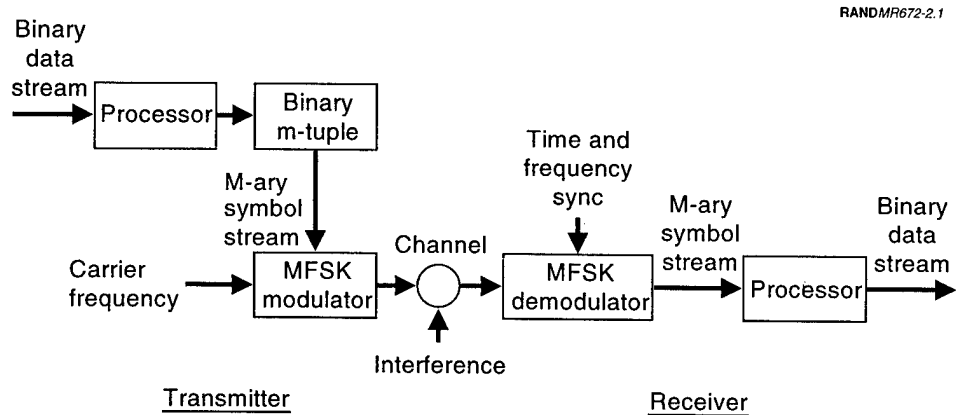 RANDMR672-2.1
Binary
data
stream
Processor
Binary
m-tuple
M-ary
symbol
stream
Carrier
frequency
MFSK
modulator
Channel
Interference
Time and
frequency
sync
MFSK
demodulator
M-ary
symbol
stream
Processor
Binary
data
stream
Transmitter
Receiver